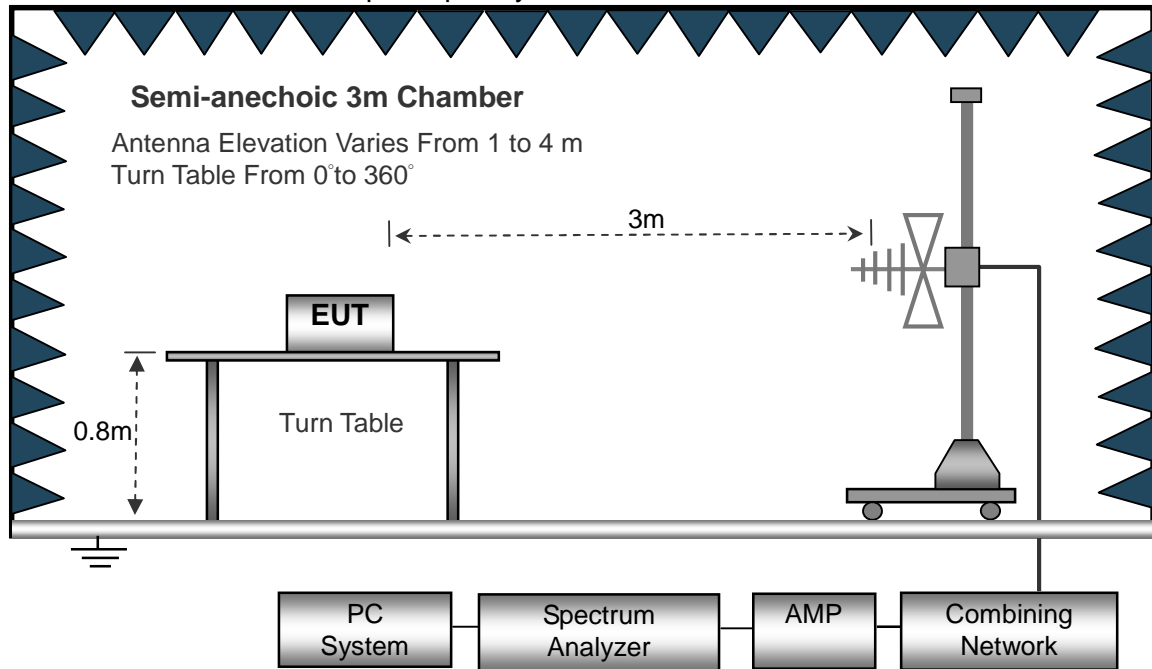 Semi-anechoic 3m Chamber
Antenna Elevation Varies From 1 to 4 m
Turn Table From 0°to 360°
3m
EUT
0.8m
Turn Table
PC
System
Spectrum
Analyzer
AMP
Combining
Network